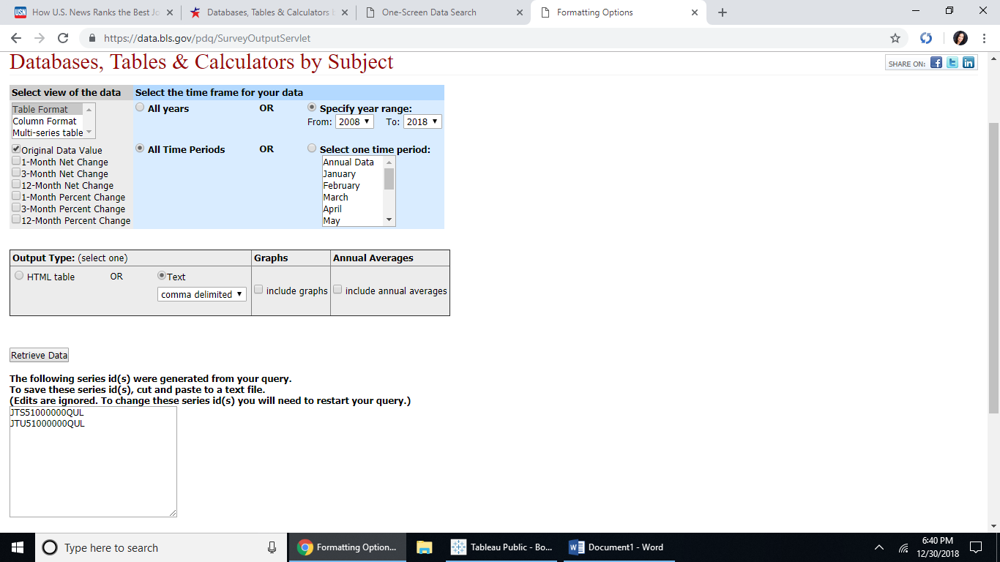 USN How U.S. News Ranks the Best Jo
Databases, Tables & Calculators b
One-Screen Data Search
Formatting Options
https://data.bls.gov/pdq/SurveyOutputServlet
Databases, Tables & Calculators by Subject
SHARE ON:
Select view of the data
Select the time frame for your data
Table Format
Column Format
Multi-series table
All years
OR
Specify year range:
From: 2008 To: 2018
Original Data Value
1-Month Net Change
3-Month Net Change
12-Month Net Change
1-Month Percent Change
3-Month Percent Change
12-Month Percent Change
All Time Periods
OR
Select one time period:
Annual Data
January
February
March
April
May
Output Type: (select one)
Graphs
Annual Averages
HTML table
OR
Text
comma delimited
include graphs
include annual averages
Retrieve Data
The following series id(s) were generated from your query.
To save these series id(s), cut and paste to a text file.
(Edits are ignored. To change these series id(s) you will need to restart your query.)
JTS51000000QUL
JTU51000000QUL
Type here to search
Formatting Option...
Tableau Public - Bo...
Document1 - Word
6:40 PM
12/30/2018